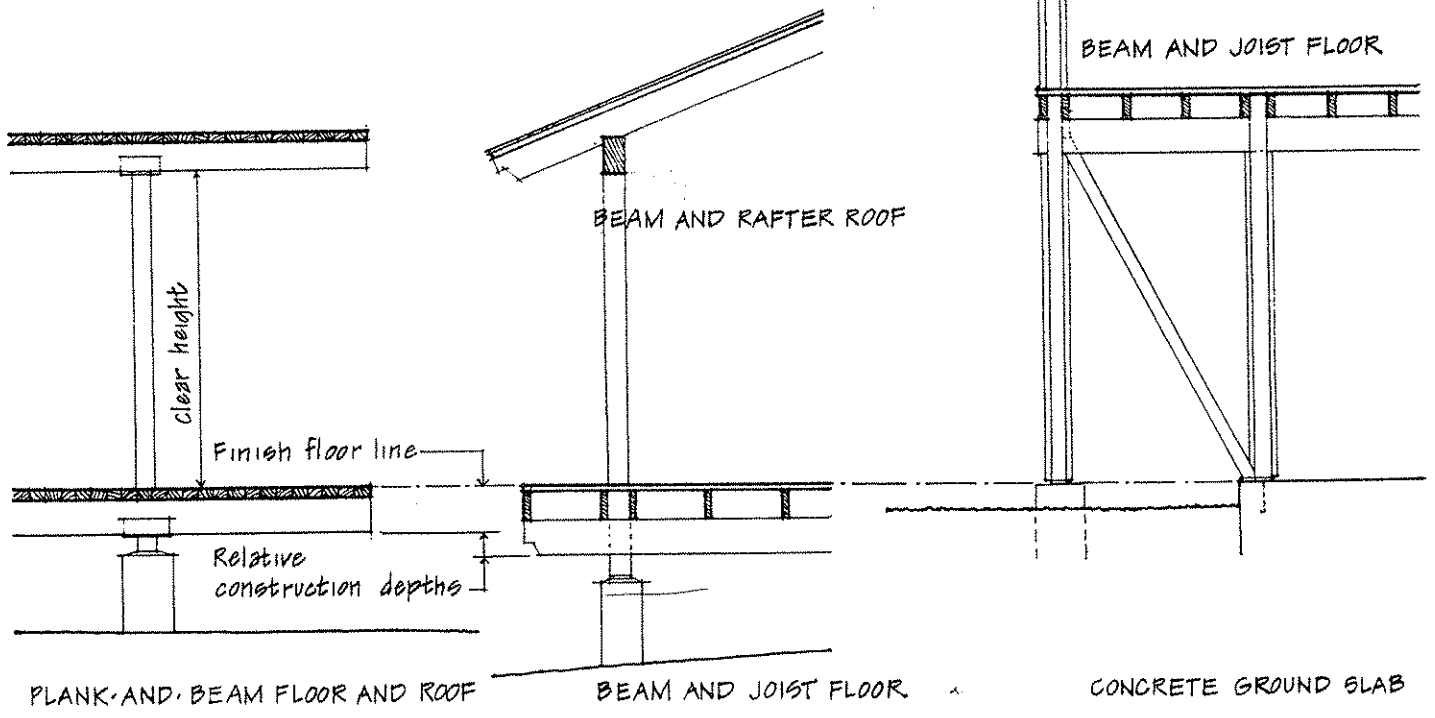 BEAM AND JOIST FLOOR
BEAM AND RAFTER ROOF
clear height
Finish floor line
Relative
construction depths
PLANK·AND·BEAM FLOOR AND ROOF
BEAM AND JOIST FLOOR
CONCRETE GROUND SLAB